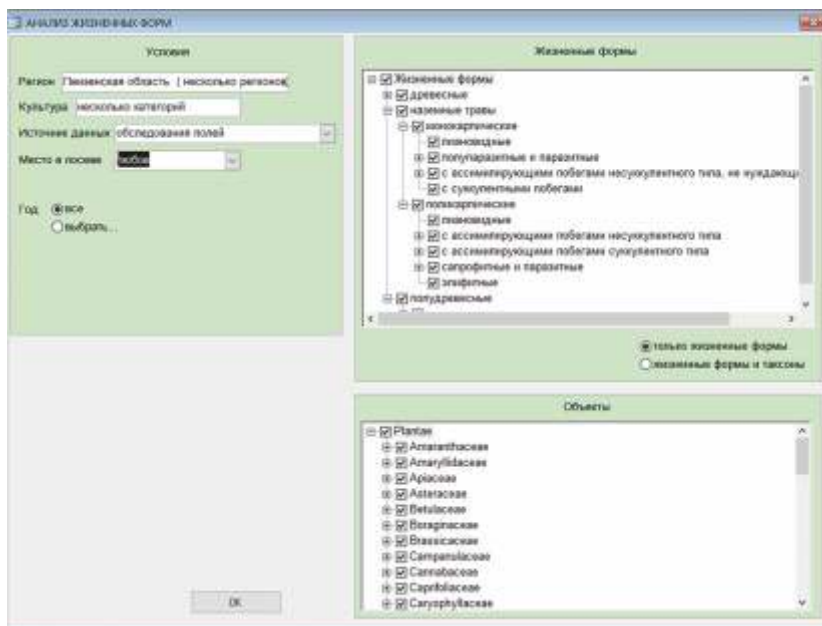 АНАЛИЗ ЖИЗНЕННЫХ ФОРМ
Условия
Регион Пензенская область ( несколько регионов
Культура несколько категорий
Источник данных обследования полей
Место в посеве любое
Год все
выбрать...
OK
Жизненные формы
Жизненные формы
древесные
наземные травы
монокарпические
лиановидные
полупаразитные и паразитные
с ассимилирующими побегами несуккулентного типа, не нуждающи
с суккулентными побегами
поликарпические
лиановидные
с ассимилирующими побегами несуккулентного типа
с ассимилирующими побегами суккулентного типа
сапрофитные и паразитные
эпифитные
полудревесные
только жизненные формы
жизненные формы и таксоны
Объекты
Plantae
Amaranthaceae
Amaryllidaceae
Apiaceae
Asteraceae
Betulaceae
Boraginaceae
Brassicaceae
Campanulaceae
Cannabaceae
Caprifoliaceae
Caryophyllaceae